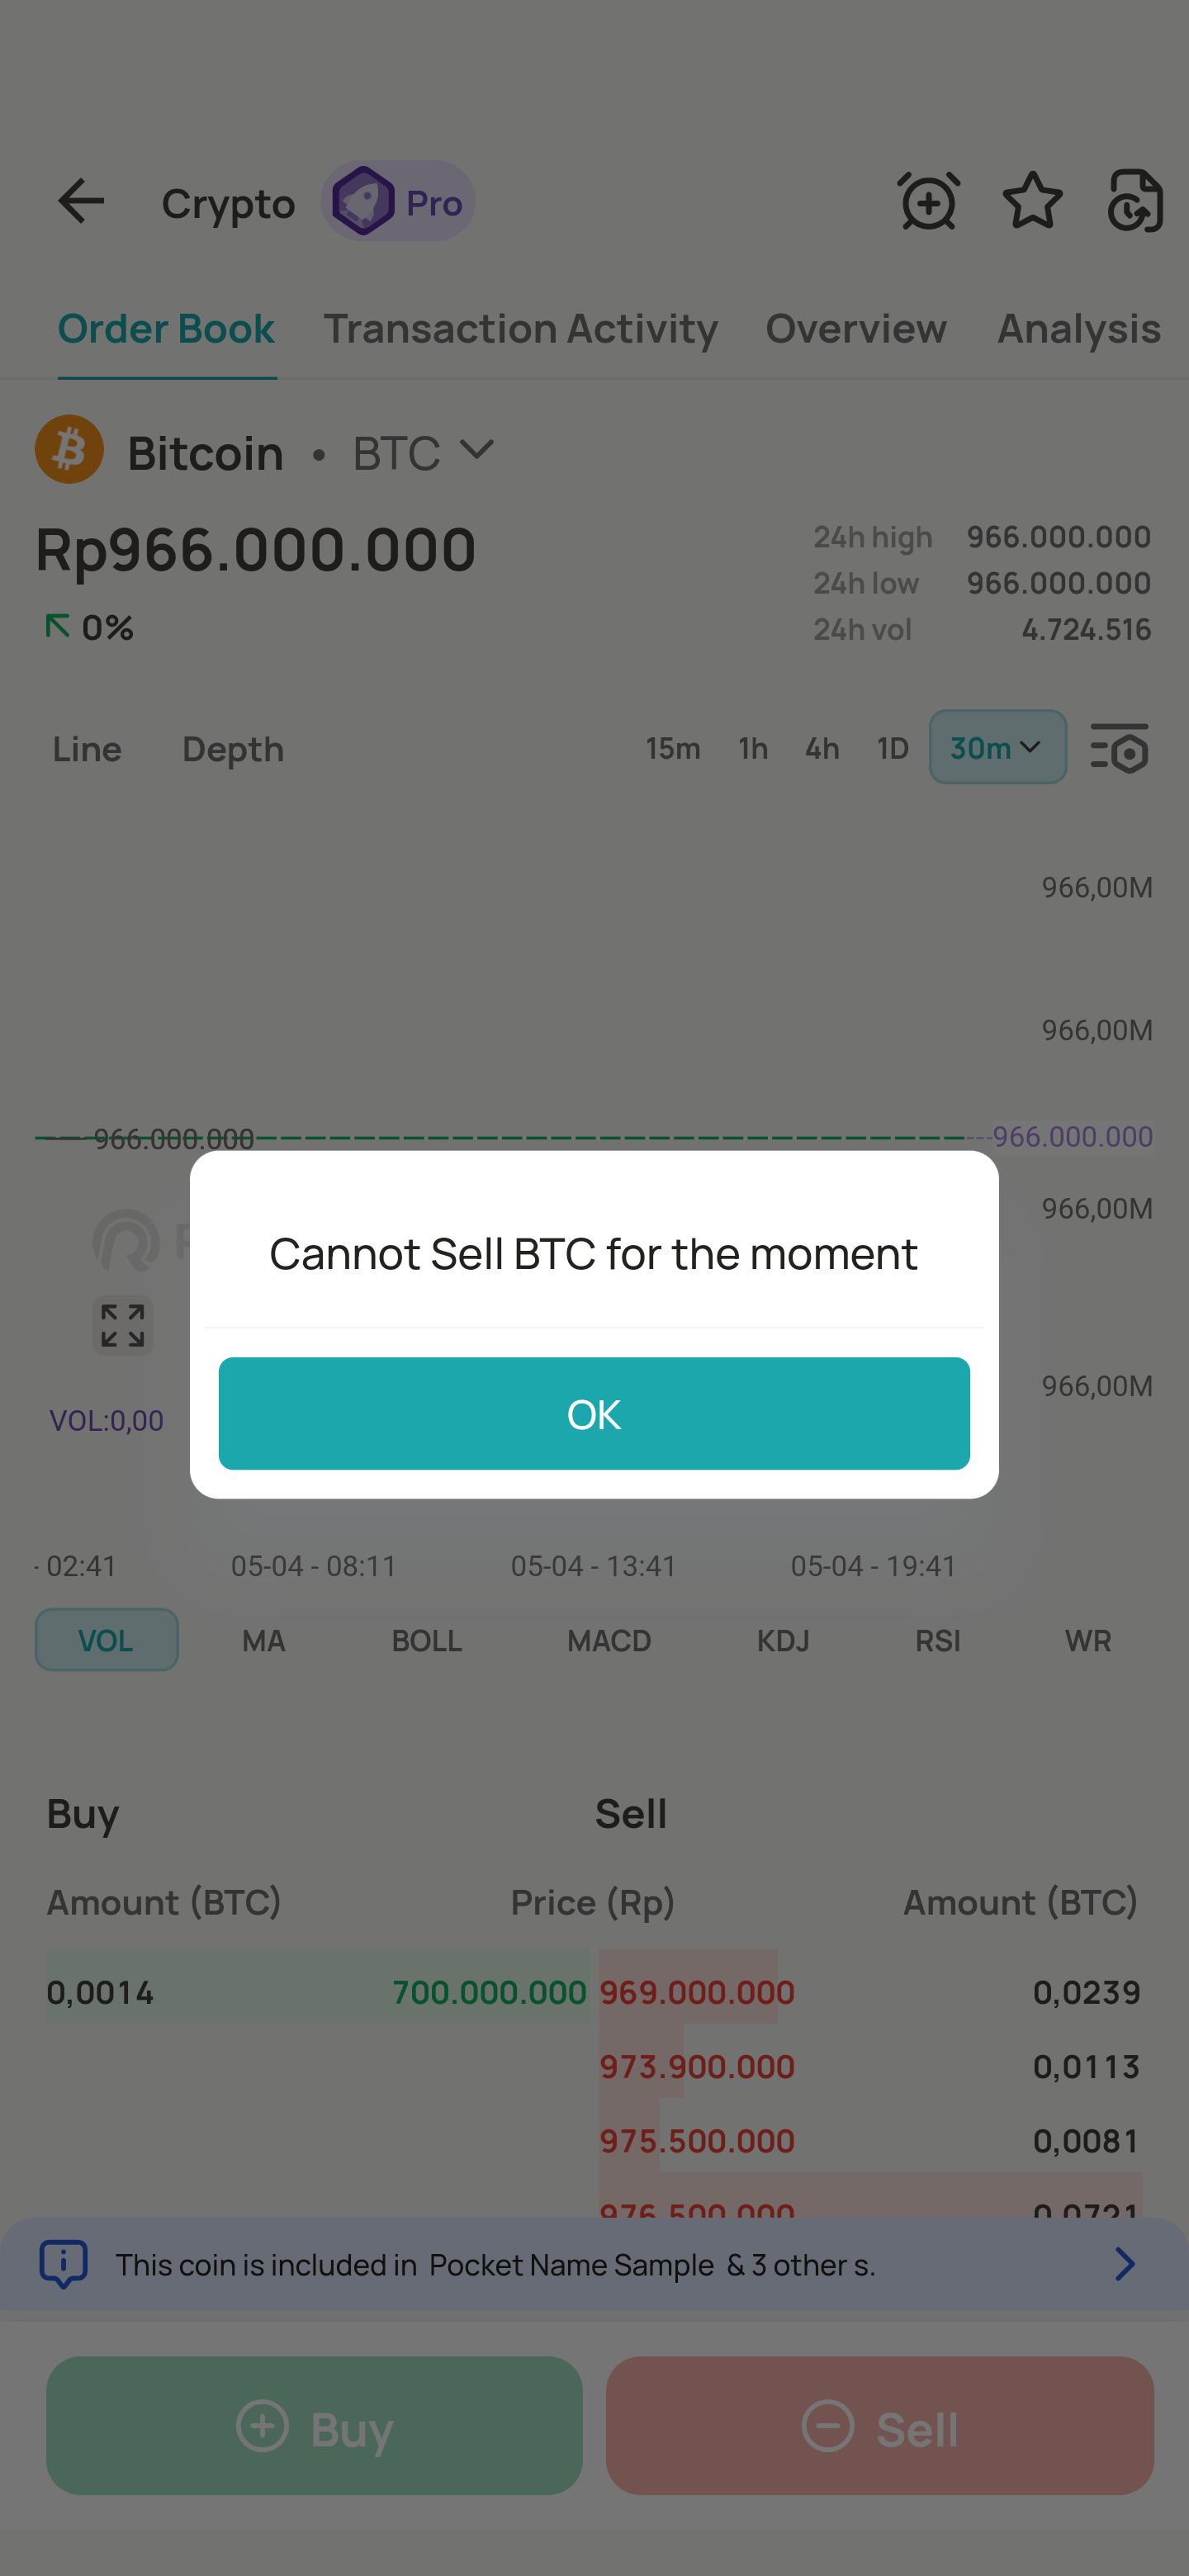 Crypto Pro
Order Book Transaction Activity Overview Analysis
Bitcoin • BTC
Rp966.000.000
0%
24h high 966.000.000
24h low 966.000.000
24h vol 4.724.516
Line Depth 15m 1h 4h 1D 30m
966,00M
966,00M
966.000.000 966.000.000
966,00M
Cannot Sell BTC for the moment
966,00M
OK
VOL:0,00
- 02:41 05-04 - 08:11 05-04 - 13:41 05-04 - 19:41
VOL MA BOLL MACD KDJ RSI WR
Buy Sell
Amount (BTC) Price (Rp) Amount (BTC)
0,0014 700.000.000 969.000.000 0,0239
973.900.000 0,0113
975.500.000 0,0081
976.500.000 0,0721
This coin is included in Pocket Name Sample & 3 other s.
Buy Sell